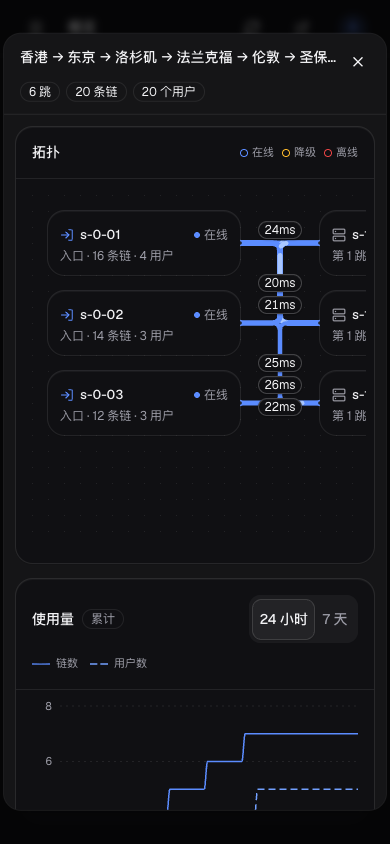 香港 → 东京 → 洛杉矶 → 法兰克福 → 伦敦 → 圣保...
6 跳
20 条链
20 个用户
拓扑
在线
降级
离线
s-0-01
在线
入口 · 16 条链 · 4 用户
24ms
s-
第 1 跳
20ms
21ms
s-0-02
在线
入口 · 14 条链 · 3 用户
s-
第 1 跳
25ms
26ms
22ms
s-0-03
在线
入口 · 12 条链 · 3 用户
s-
第 1 跳
使用量
累计
24 小时
7 天
链数
用户数
8
6